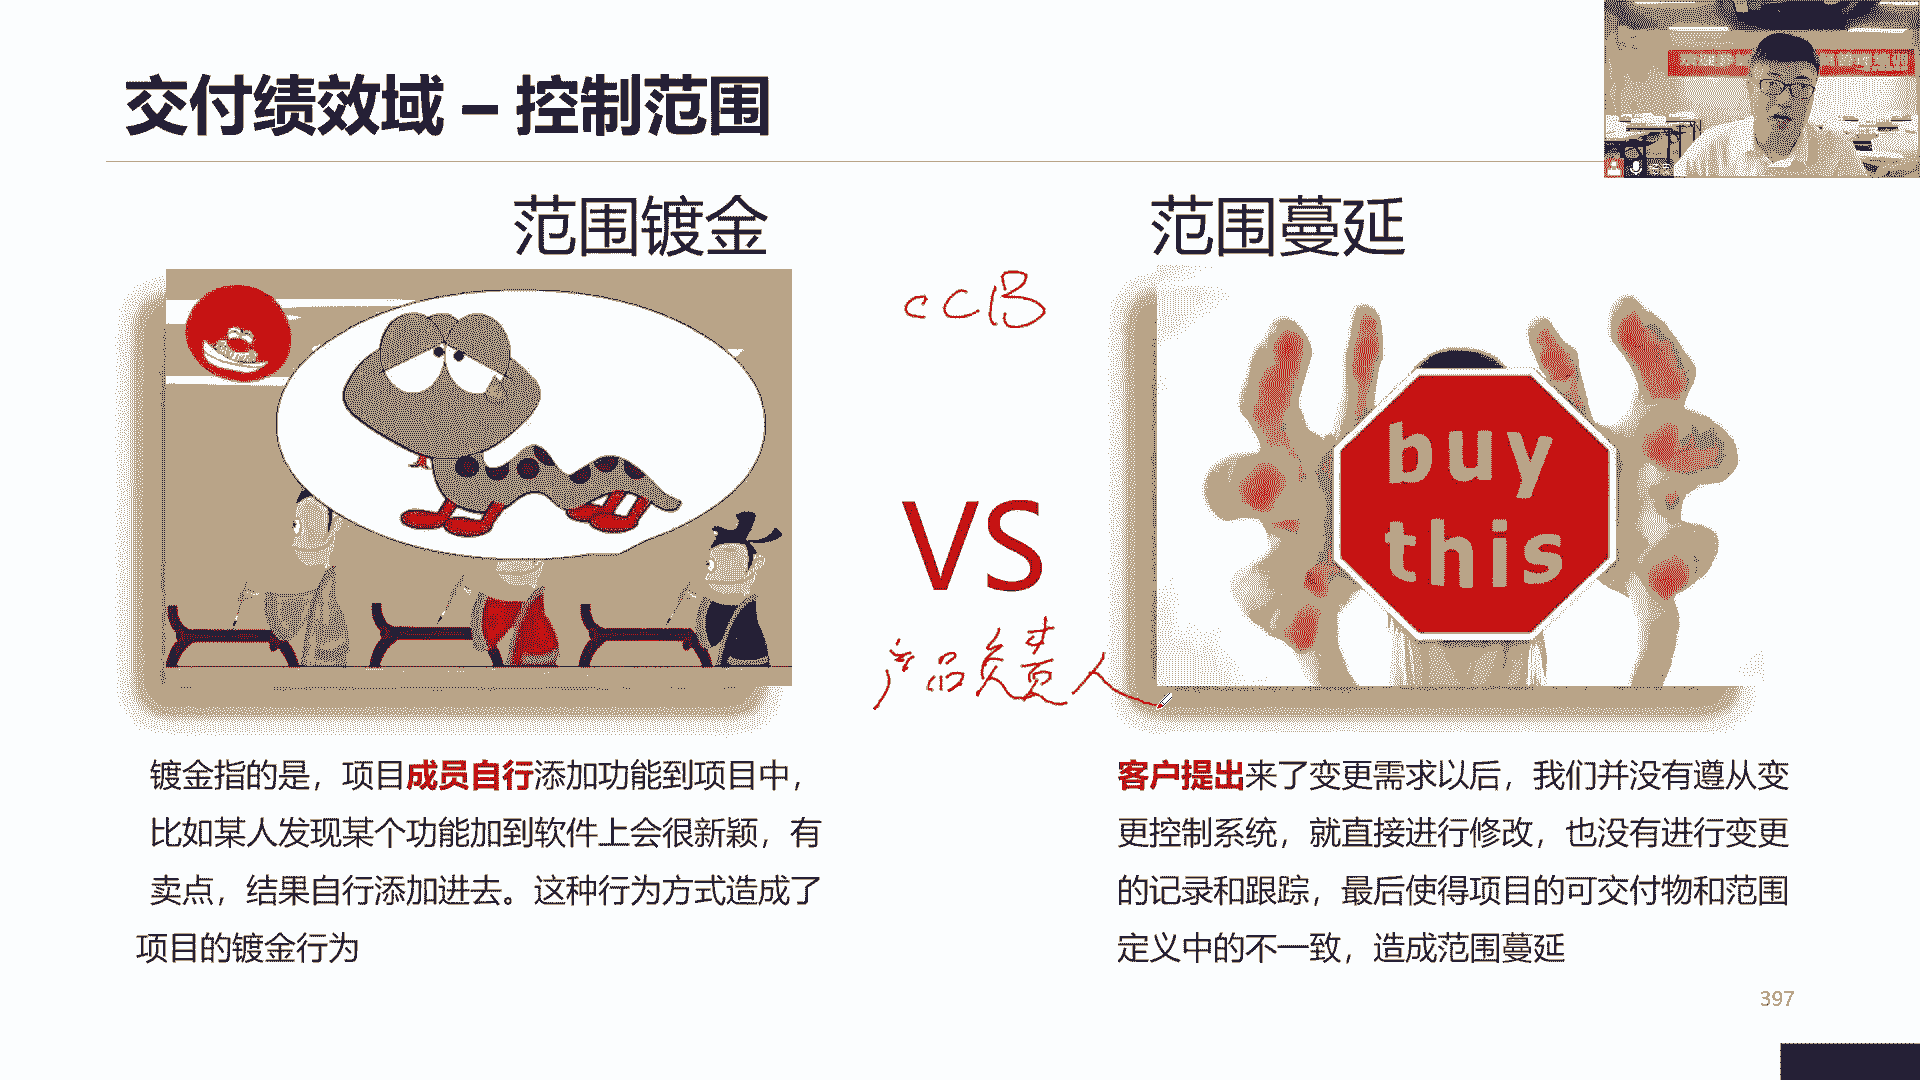 交付绩效域 – 控制范围
范围镀金
范围蔓延
CCB
VS
产品负责人
buy
this
镀金指的是，项目成员自行添加功能到项目中，
比如某人发现某个功能加到软件上会很新颖，有
卖点，结果自行添加进去。这种行为方式造成了
项目的镀金行为
客户提出来了变更需求以后，我们并没有遵从变
更控制系统，就直接进行修改，也没有进行变更
的记录和跟踪，最后使得项目的可交付物和范围
定义中的不一致，造成范围蔓延
397